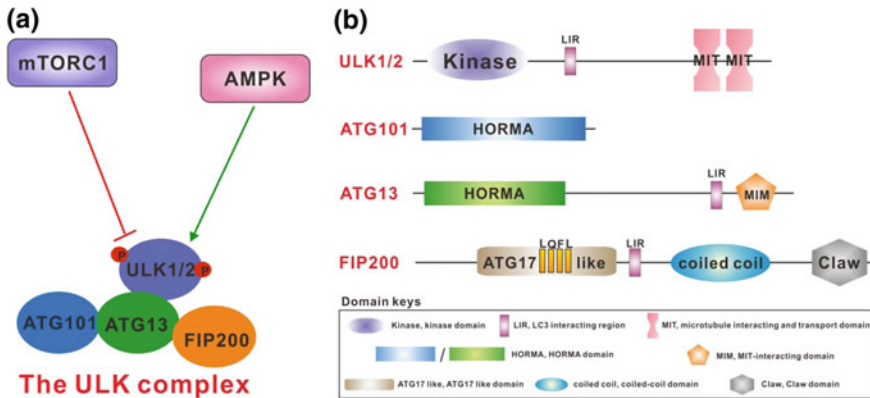 (a)
mTORC1
AMPK
P
ULK1/2
P
ATG101
ATG13
FIP200
The ULK complex
(b)
ULK1/2
Kinase
LIR
MIT MIT
ATG101
HORMA
ATG13
HORMA
LIR
MIM
FIP200
ATG17 LQFL like
LIR
coiled coil
Claw
Domain keys
Kinase, kinase domain
LIR, LC3 interacting region
MIT, microtubule interacting and transport domain
/
HORMA, HORMA domain
MIM, MIT-interacting domain
ATG17 like, ATG17 like domain
coiled coil, coiled-coil domain
Claw, Claw domain